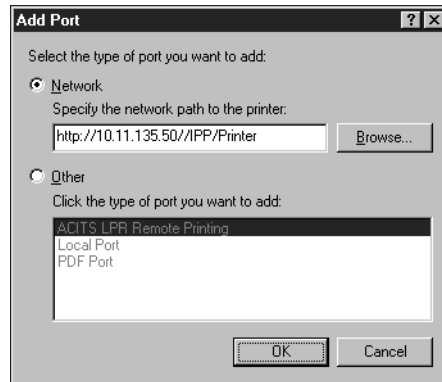 Add Port
Select the type of port you want to add:
Network
Specify the network path to the printer:
http://10.11.135.50//IPP/Printer
Browse...
Other
Click the type of port you want to add:
ACITS LPR Remote Printing
Local Port
PDF Port
OK
Cancel